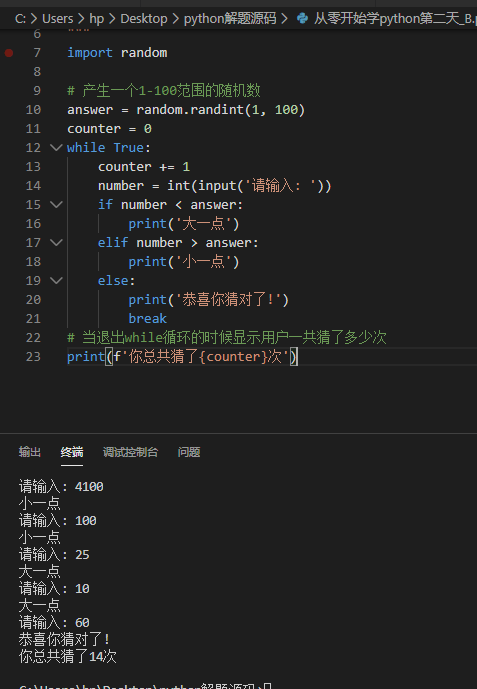 C: > Users > hp > Desktop > python解题源码 > 从零开始学python第二天_B.p
6 """
7 import random
8
9 # 产生一个1-100范围的随机数
10 answer = random.randint(1, 100)
11 counter = 0
12 while True:
13 counter += 1
14 number = int(input('请输入: '))
15 if number < answer:
16 print('大一点')
17 elif number > answer:
18 print('小一点')
19 else:
20 print('恭喜你猜对了!')
21 break
22 # 当退出while循环的时候显示用户一共猜了多少次
23 print(f'你总共猜了{counter}次')
输出 终端 调试控制台 问题
请输入: 4100
小一点
请输入: 100
小一点
请输入: 25
大一点
请输入: 10
大一点
请输入: 60
恭喜你猜对了!
你总共猜了14次
C:\Users\hp\Desktop\python解题源码>